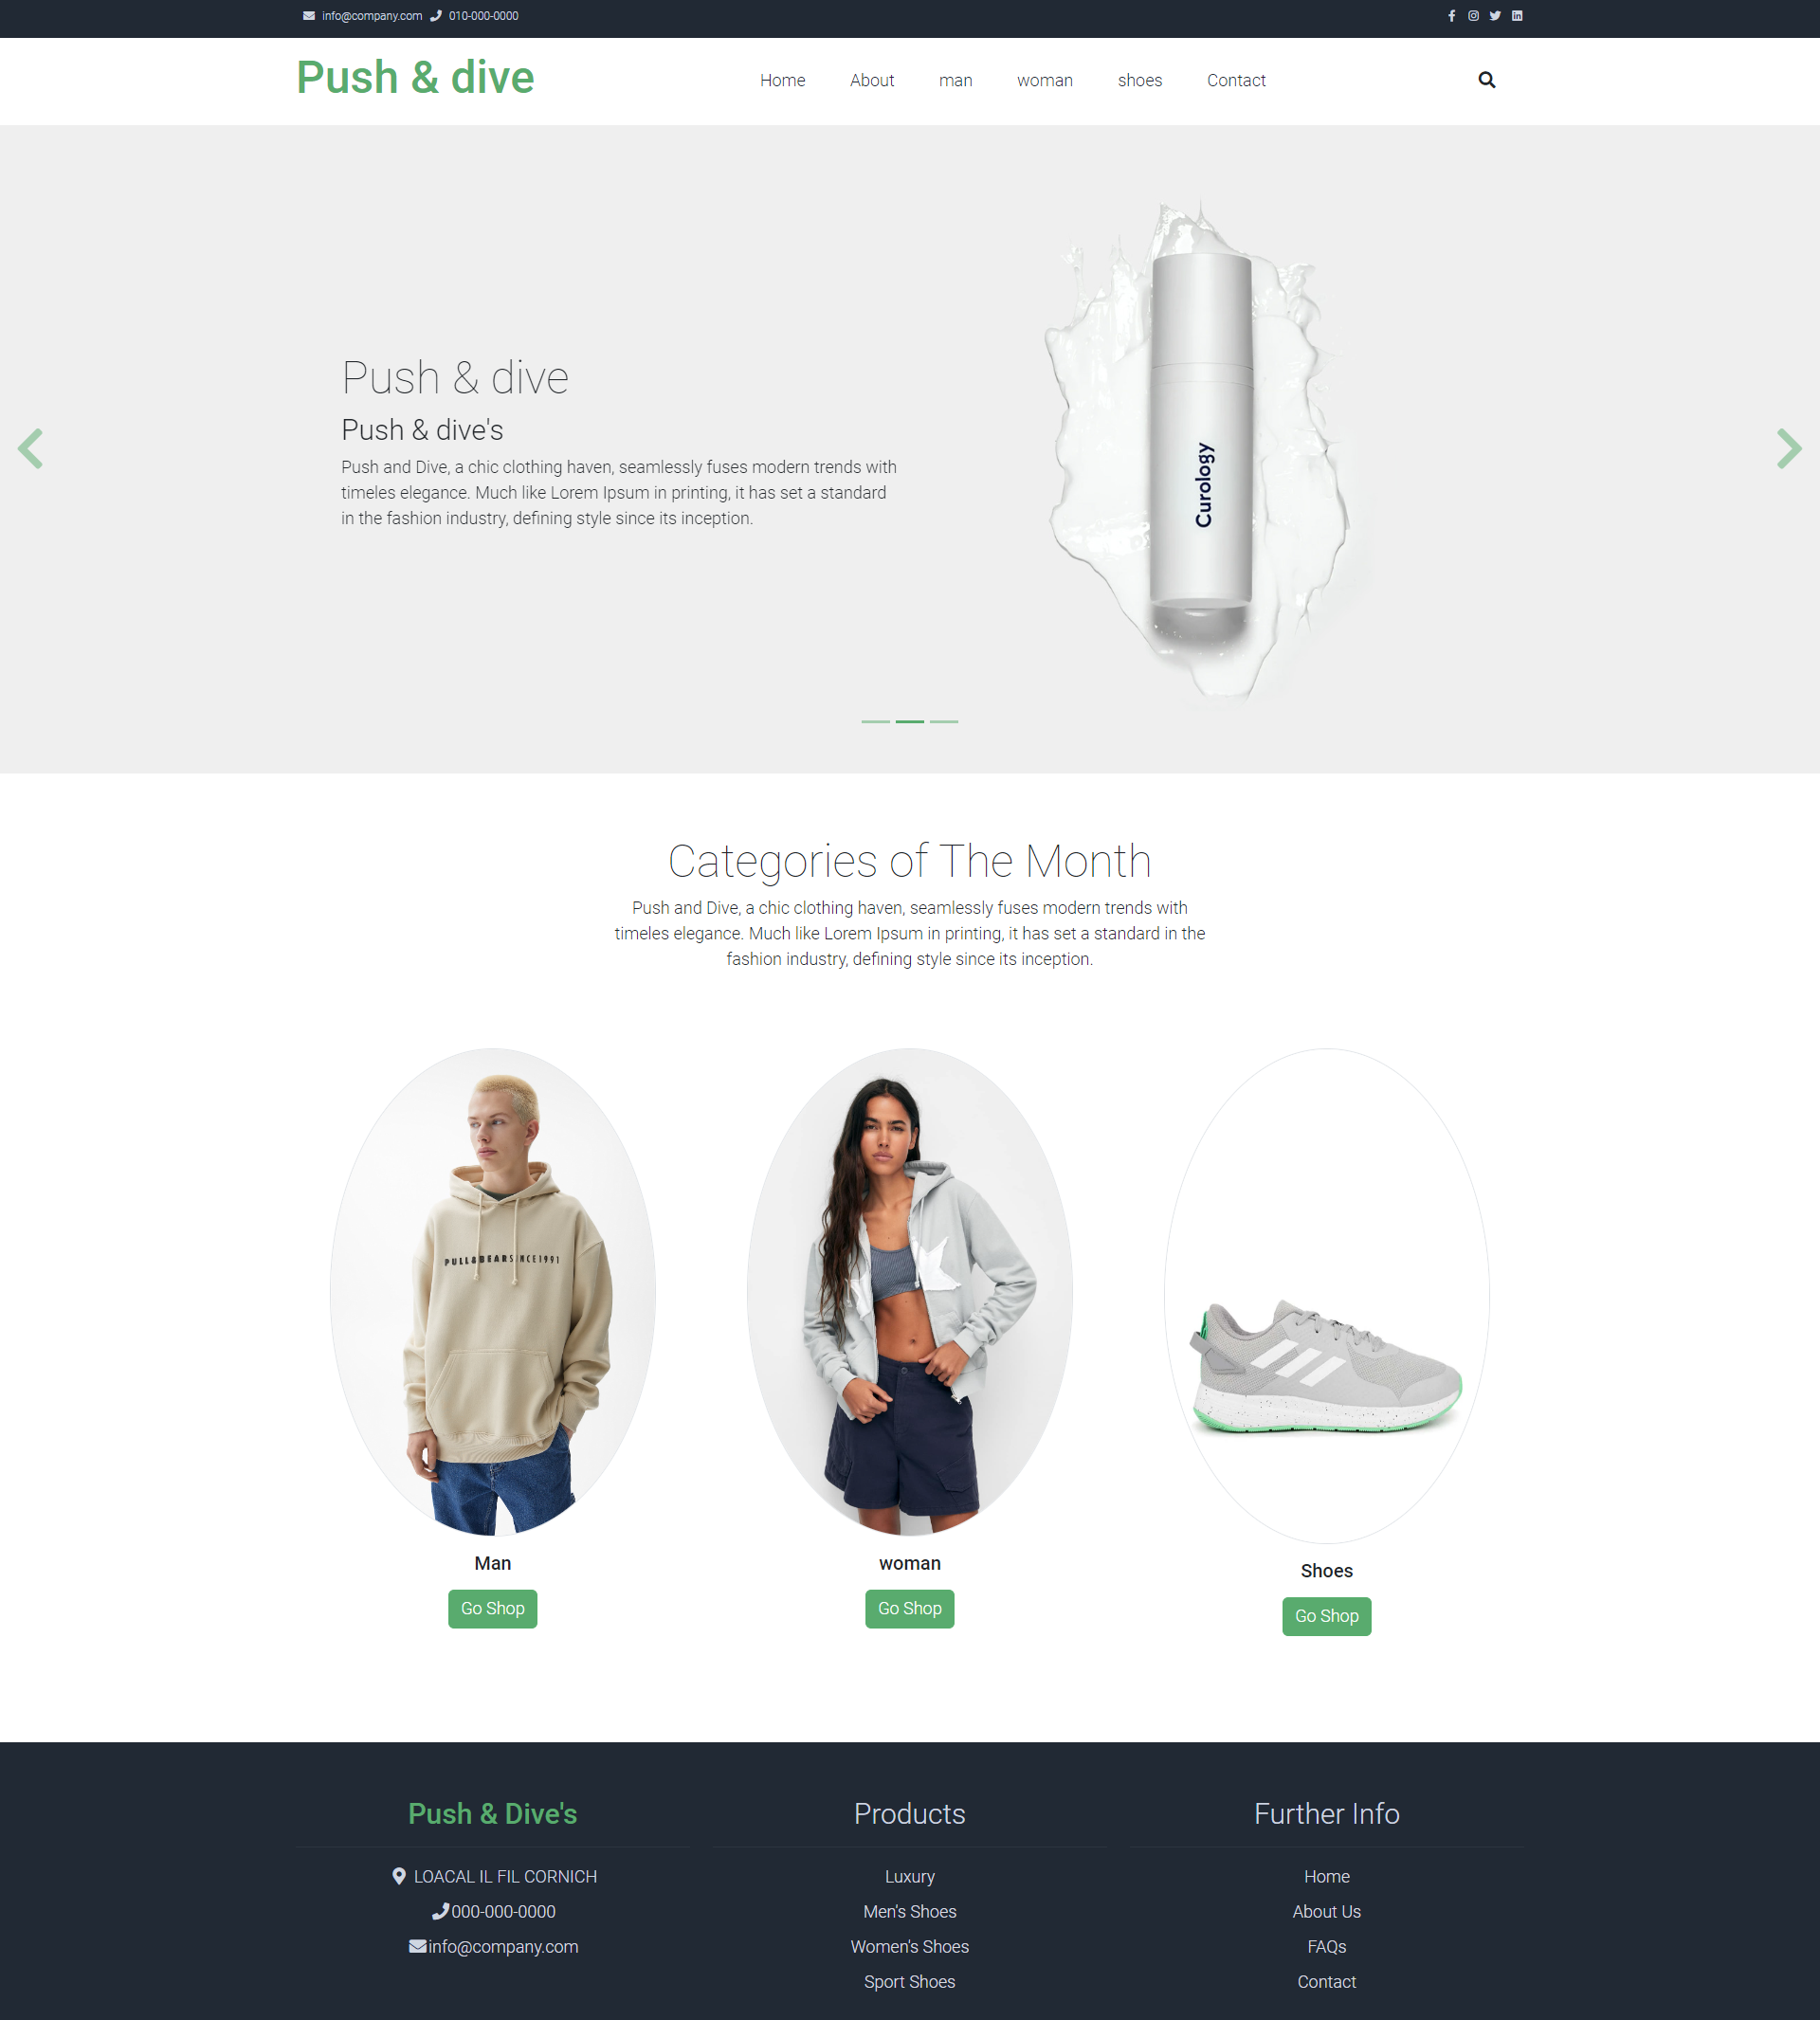 info@company.com 010-000-0000
Push & dive
Home About man woman shoes Contact
Push & dive
Push & dive's
Push and Dive, a chic clothing haven, seamlessly fuses modern trends with
timeles elegance. Much like Lorem Ipsum in printing, it has set a standard
in the fashion industry, defining style since its inception.
Curology
Categories of The Month
Push and Dive, a chic clothing haven, seamlessly fuses modern trends with
timeles elegance. Much like Lorem Ipsum in printing, it has set a standard in the
fashion industry, defining style since its inception.
PULL&BEARSINCE1991
Man
Go Shop
woman
Go Shop
Shoes
Go Shop
Push & Dive's
LOACAL IL FIL CORNICH
000-000-0000
info@company.com
Products
Luxury
Men's Shoes
Women's Shoes
Sport Shoes
Further Info
Home
About Us
FAQs
Contact